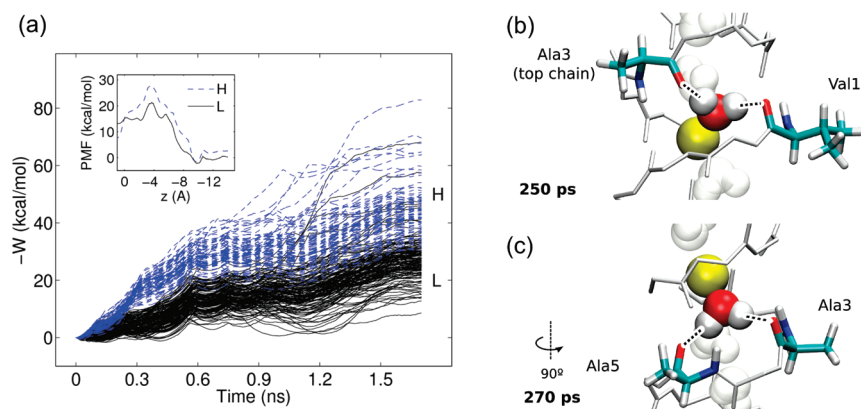 (a)
80
60
40
20
0
−W (kcal/mol)
0
0.3
0.6
0.9
1.2
1.5
Time (ns)
H
L
30
20
10
0
PMF (kcal/mol)
0
−4
−8
−12
z (A)
H
L
(b)
Ala3
(top chain)
Val1
250 ps
(c)
Ala3
Ala5
90º
270 ps